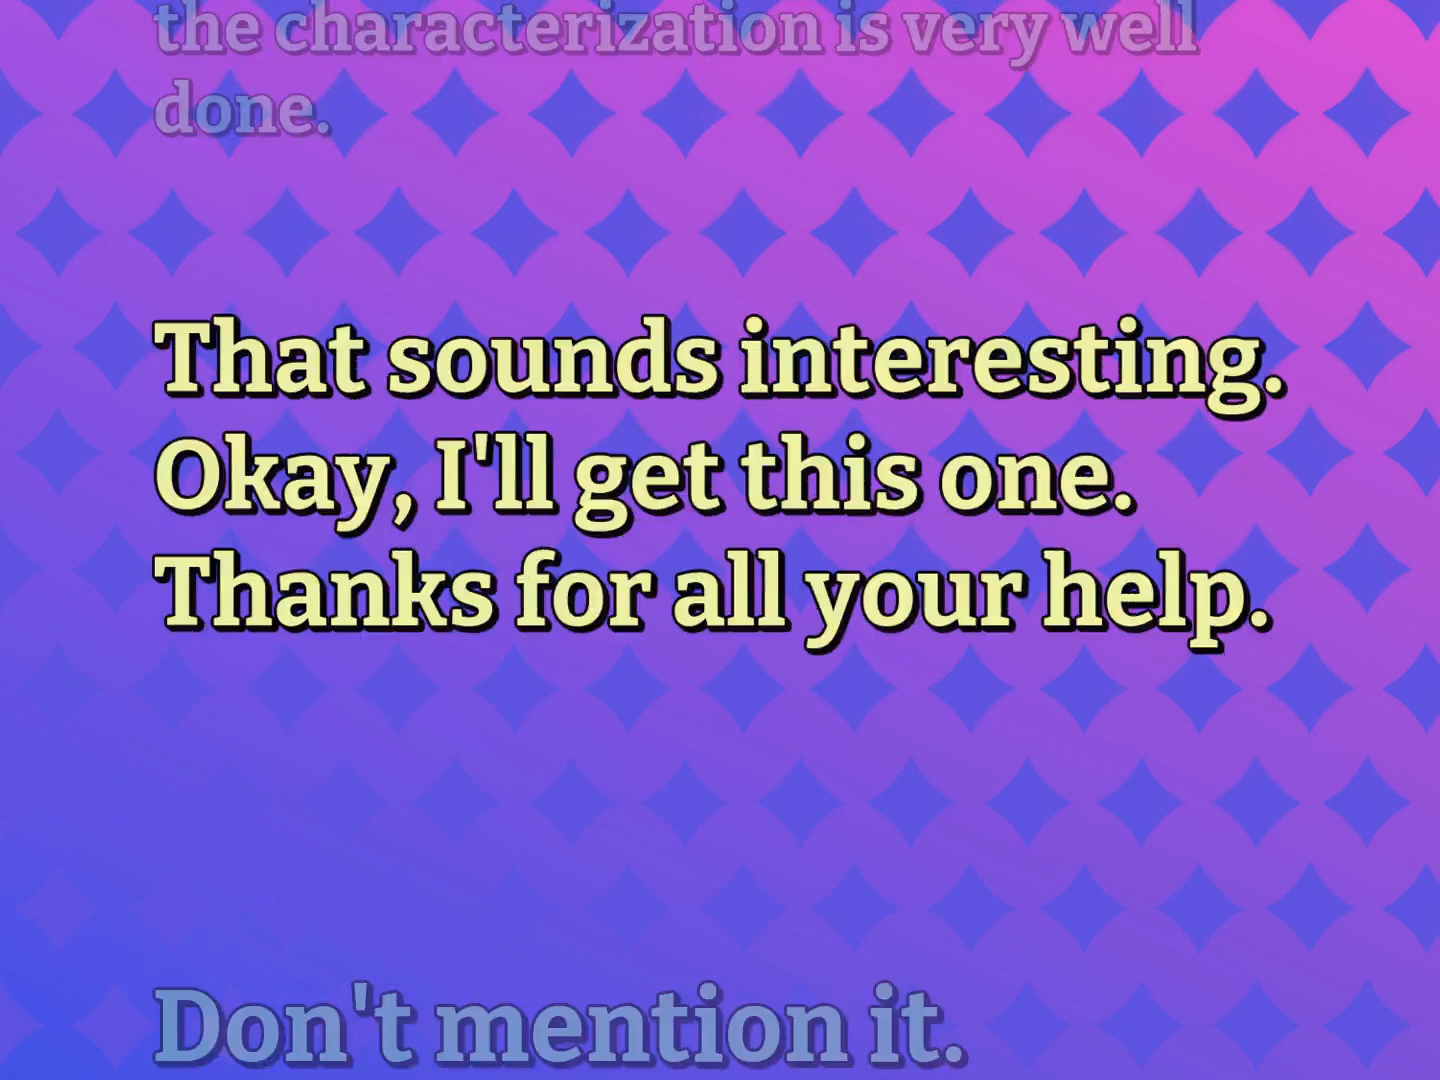 the characterization is very well
done.
That sounds interesting.
Okay, I'll get this one.
Thanks for all your help.
Don't mention it.